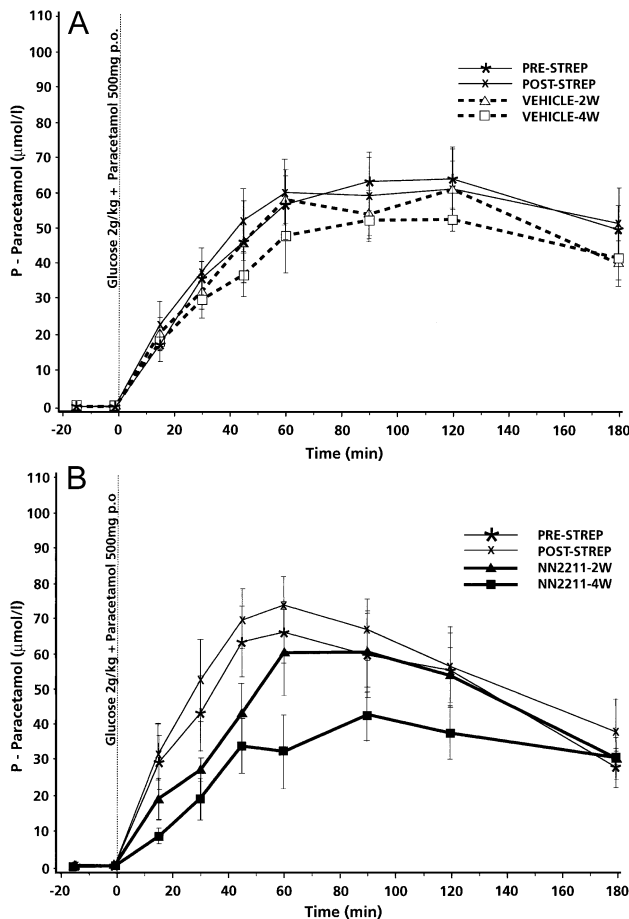 A
110
100
90
80
70
60
50
40
30
20
10
0
P - Paracetamol (μmol/l)
Glucose 2g/kg + Paracetamol 500mg p.o.
PRE-STREP
POST-STREP
VEHICLE-2W
VEHICLE-4W
-20 0 20 40 60 80 100 120 140 160 180
Time (min)
B
110
100
90
80
70
60
50
40
30
20
10
0
P - Paracetamol (μmol/l)
Glucose 2g/kg + Paracetamol 500mg p.o
PRE-STREP
POST-STREP
NN2211-2W
NN2211-4W
-20 0 20 40 60 80 100 120 140 160 180
Time (min)